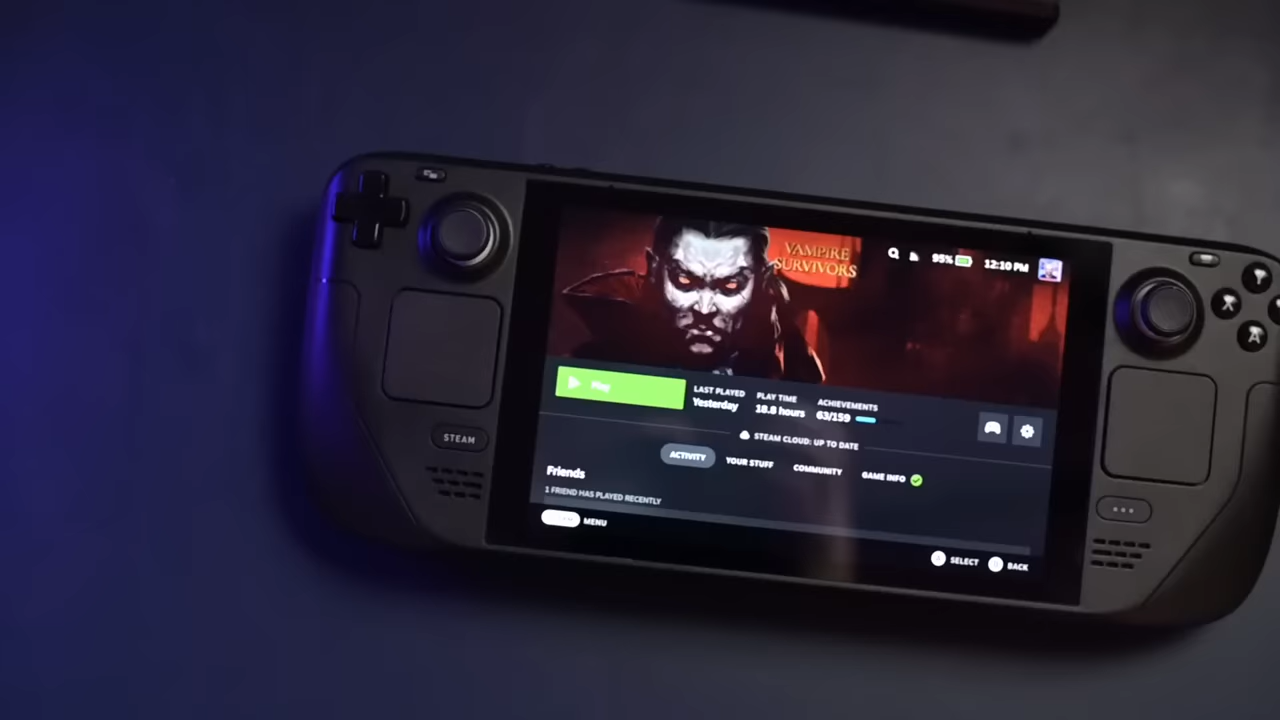 VAMPIRE
SURVIVORS
95%
12:10 PM
Play
LAST PLAYED
Yesterday
PLAY TIME
18.8 hours
ACHIEVEMENTS
63/159
STEAM CLOUD: UP TO DATE
ACTIVITY
YOUR STUFF
COMMUNITY
GAME INFO
Friends
1 FRIEND HAS PLAYED RECENTLY
MENU
SELECT
BACK
STEAM
Y
X
A